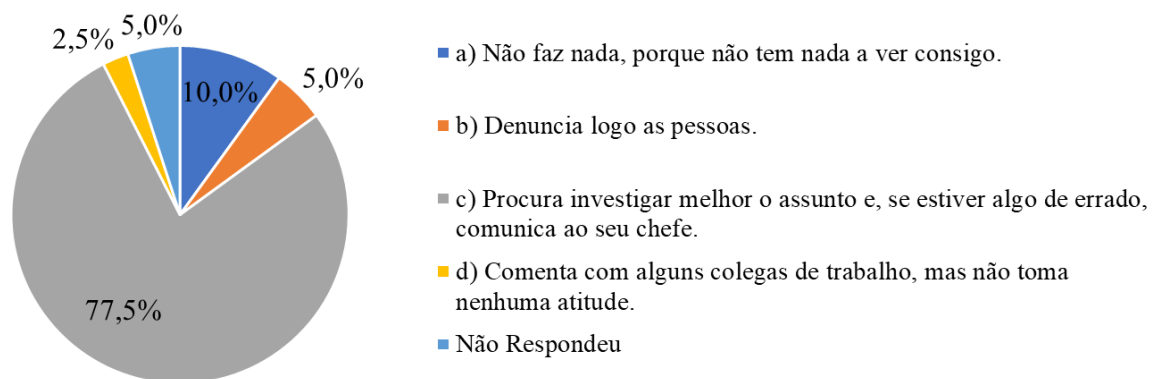 2,5%
5,0%
10,0%
5,0%
77,5%
a) Não faz nada, porque não tem nada a ver consigo.
b) Denuncia logo as pessoas.
c) Procura investigar melhor o assunto e, se estiver algo de errado,
comunica ao seu chefe.
d) Comenta com alguns colegas de trabalho, mas não toma
nenhuma atitude.
Não Respondeu